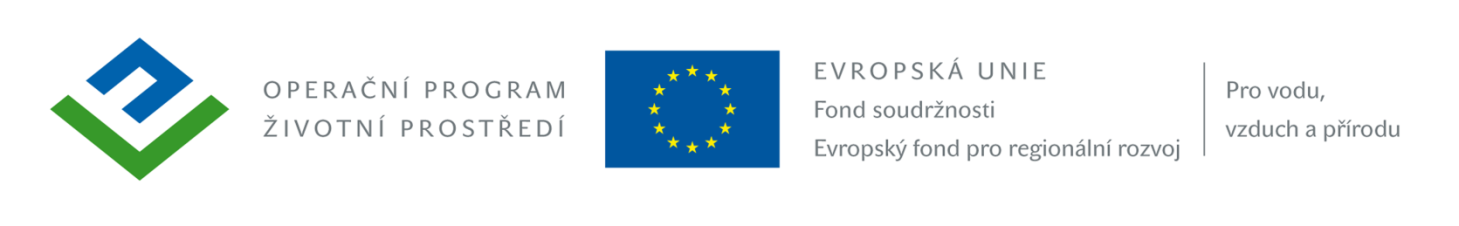 OPERAČNÍ PROGRAM
ŽIVOTNÍ PROSTŘEDÍ
EVROPSKÁ UNIE
Fond soudržnosti
Evropský fond pro regionální rozvoj
Pro vodu,
vzduch a přírodu